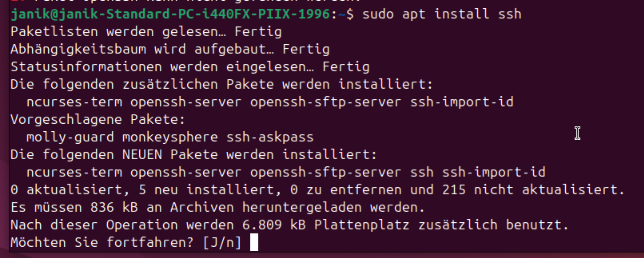 janik@janik-Standard-PC-i440FX-PIIX-1996:~$ sudo apt install ssh
Paketlisten werden gelesen… Fertig
Abhängigkeitsbaum wird aufgebaut… Fertig
Statusinformationen werden eingelesen… Fertig
Die folgenden zusätzlichen Pakete werden installiert:
  ncurses-term openssh-server openssh-sftp-server ssh-import-id
Vorgeschlagene Pakete:
  molly-guard monkeysphere ssh-askpass
Die folgenden NEUEN Pakete werden installiert:
  ncurses-term openssh-server openssh-sftp-server ssh ssh-import-id
0 aktualisiert, 5 neu installiert, 0 zu entfernen und 215 nicht aktualisiert.
Es müssen 836 kB an Archiven heruntergeladen werden.
Nach dieser Operation werden 6.809 kB Plattenplatz zusätzlich benutzt.
Möchten Sie fortfahren? [J/n]